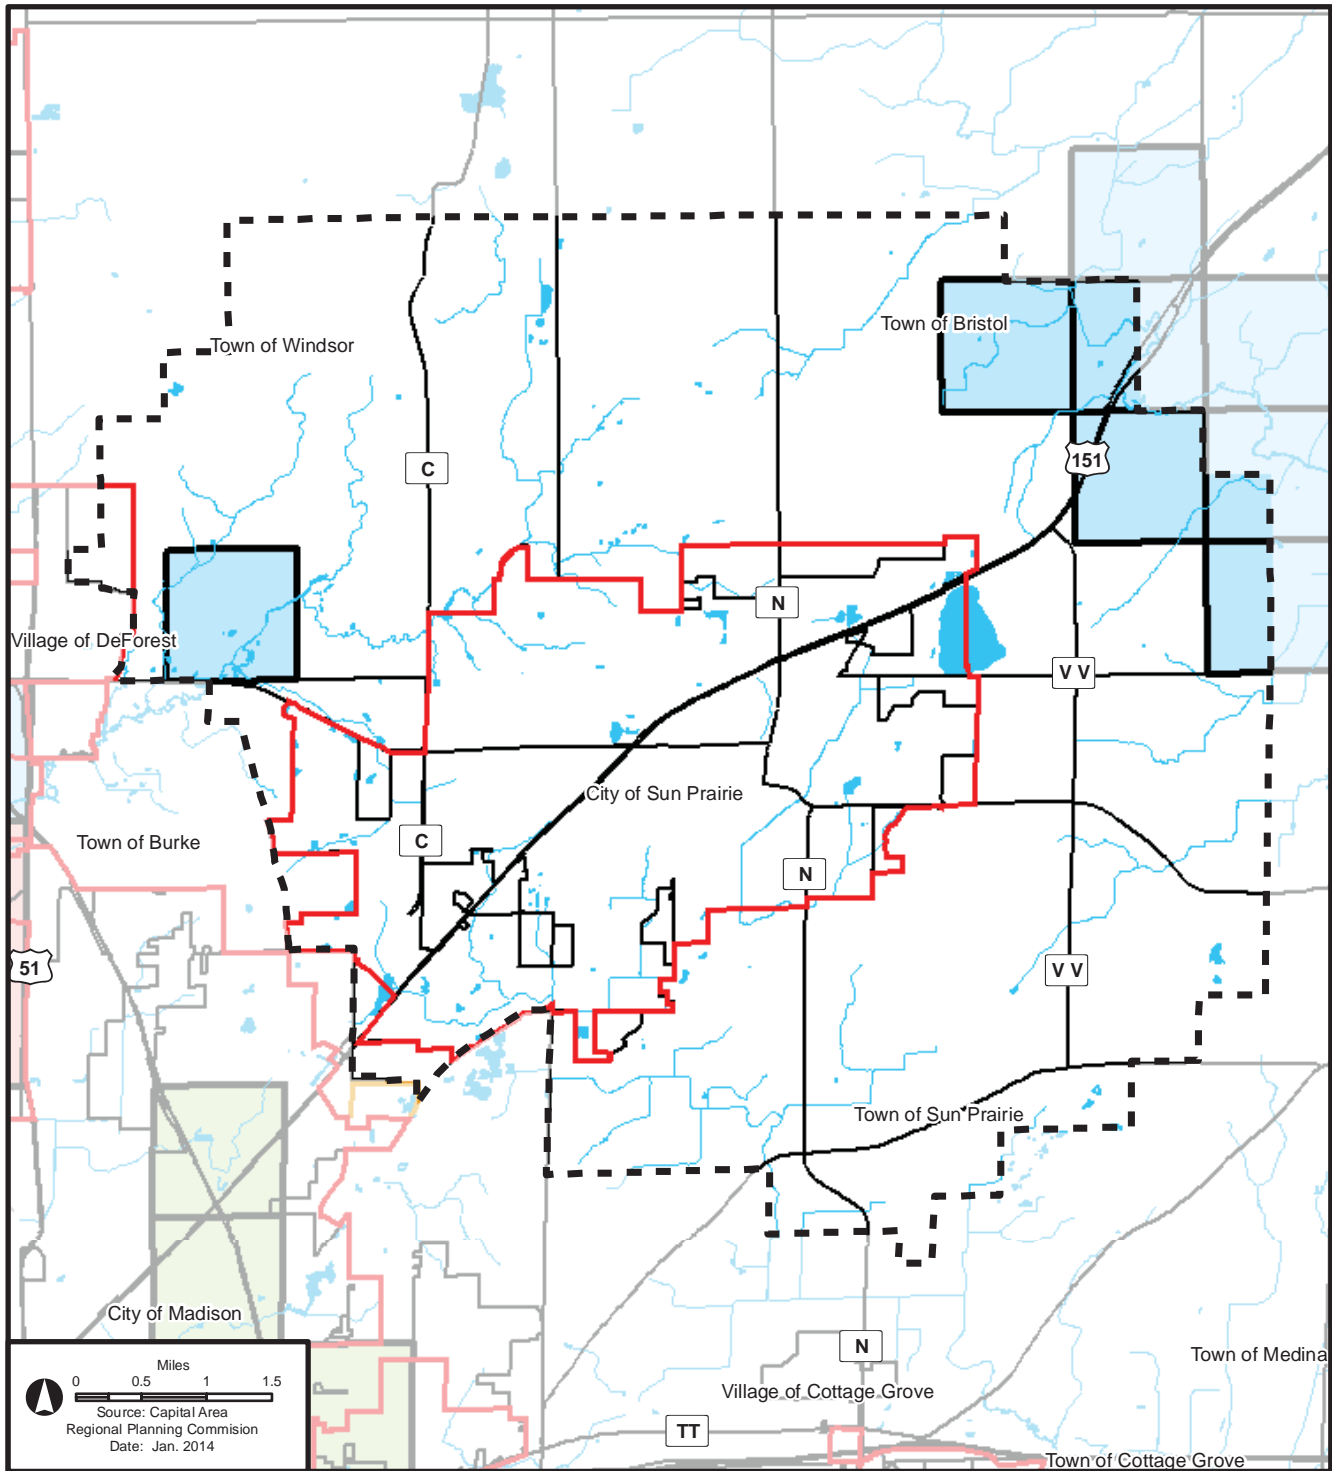 Town of Bristol
Town of Windsor
C
151
N
Village of DeForest
V V
City of Sun Prairie
Town of Burke
C
N
51
V V
Town of Sun Prairie
City of Madison
N
Town of Medina
Miles
0 0.5 1 1.5
Village of Cottage Grove
Source: Capital Area
Regional Planning Commision
Date: Jan. 2014
TT
Town of Cottage Grove